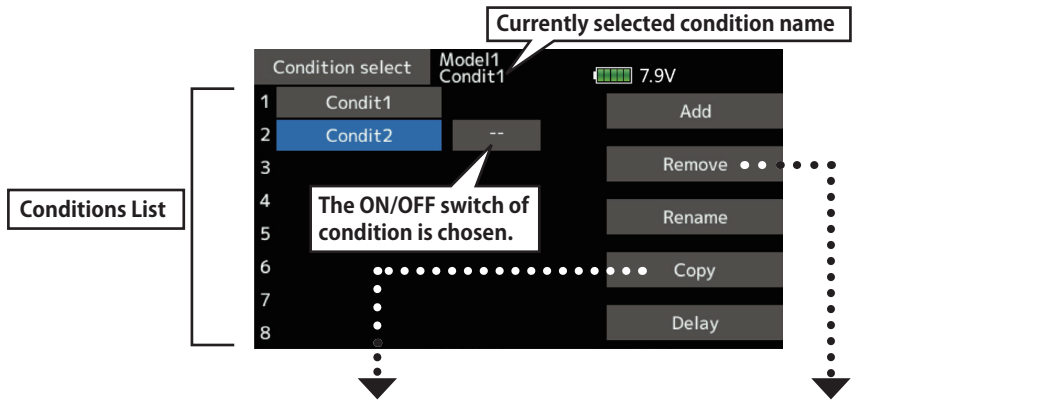 Currently selected condition name
Condition select
Model1
Condit1
7.9V
1 Condit1
Add
2 Condit2 --
3
Remove
Conditions List
4
The ON/OFF switch of
condition is chosen.
Rename
5
6
Copy
7
Delay
8